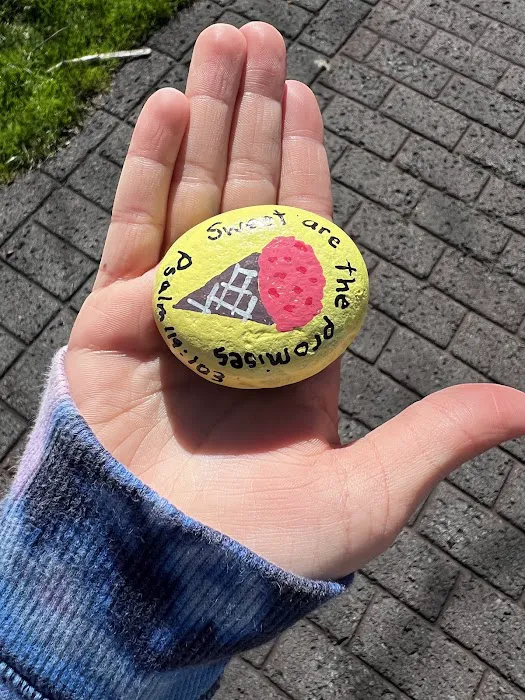 Sweet are the promises
Psalm 119:103